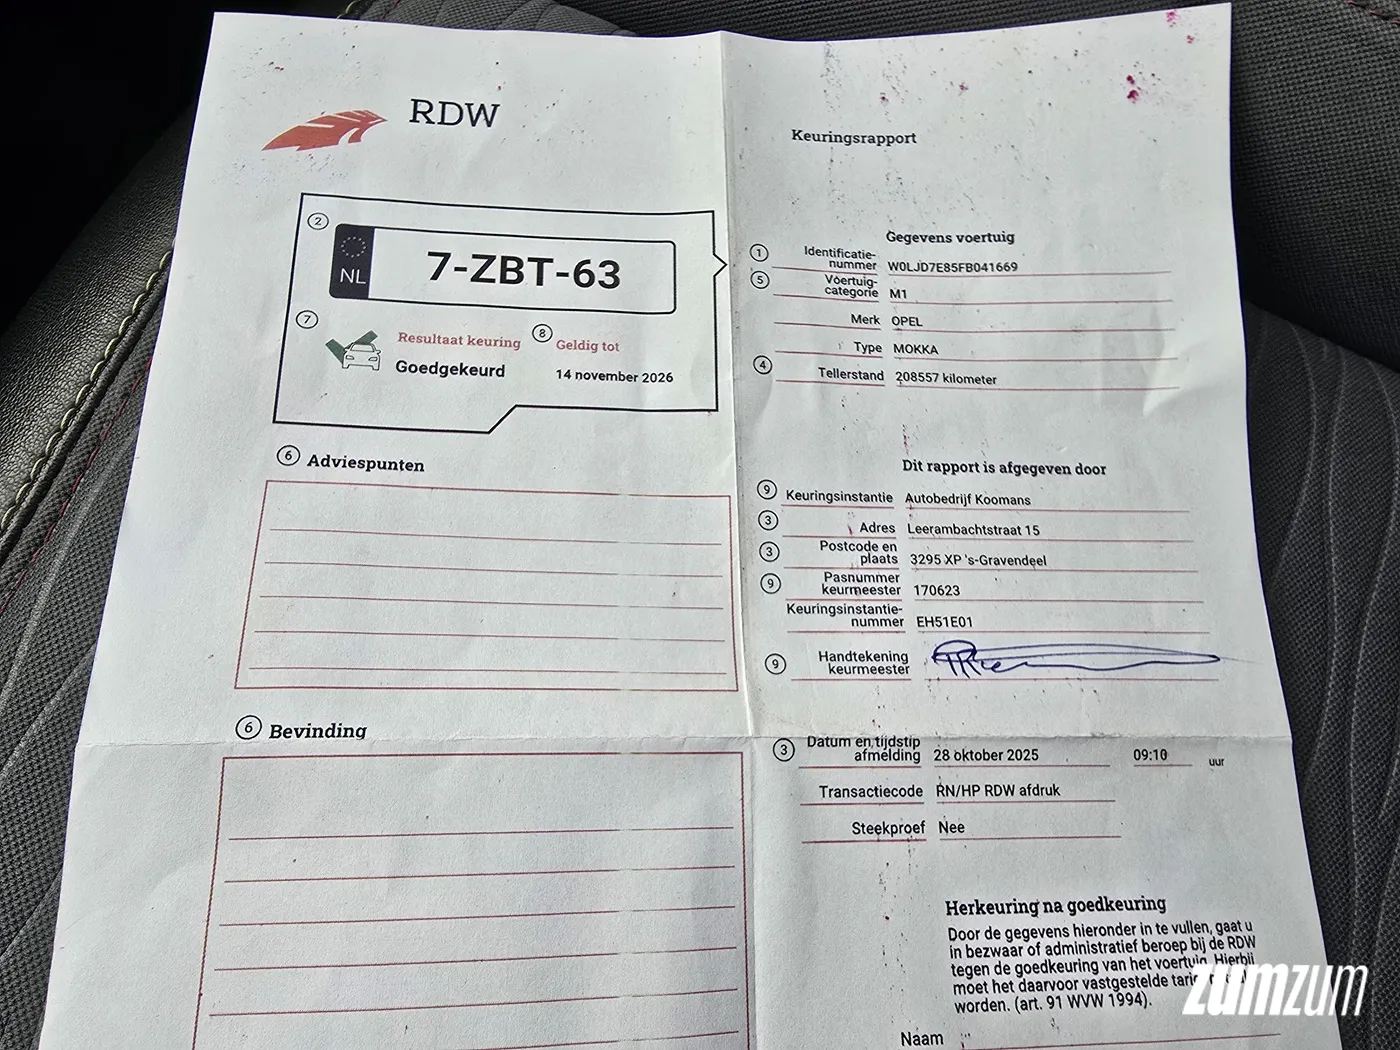 RDW
Keuringsrapport
2
NL
7-ZBT-63
7
Resultaat keuring
Goedgekeurd
8
Geldig tot
14 november 2026
6 Adviespunten
6 Bevinding
Gegevens voertuig
1 Identificatie-
nummer W0LJD7E85FB041669
5 Voertuig-
categorie M1
Merk OPEL
Type MOKKA
4 Tellerstand 208557 kilometer
Dit rapport is afgegeven door
9 Keuringsinstantie Autobedrijf Koomans
3 Adres Leerambachtstraat 15
3 Postcode en
plaats 3295 XP 's-Gravendeel
9 Pasnummer
keurmeester 170623
Keuringsinstantie-
nummer EH51E01
9 Handtekening
keurmeester
3 Datum en tijdstip
afmelding 28 oktober 2025 09:10 uur
Transactiecode RN/HP RDW afdruk
Steekproef Nee
Herkeuring na goedkeuring
Door de gegevens hieronder in te vullen, gaat u
in bezwaar of administratief beroep bij de RDW
tegen de goedkeuring van het voertuig. Hierbij
moet het daarvoor vastgestelde
worden. (art. 91 WVW 1994).
Naam
zumzum